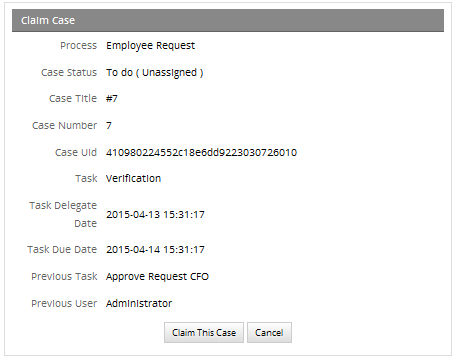 Claim Case
Process Employee Request
Case Status To do ( Unassigned )
Case Title #7
Case Number 7
Case Uid 410980224552c18e6dd9223030726010
Task Verification
Task Delegate
Date 2015-04-13 15:31:17
Task Due Date 2015-04-14 15:31:17
Previous Task Approve Request CFO
Previous User Administrator
Claim This Case Cancel